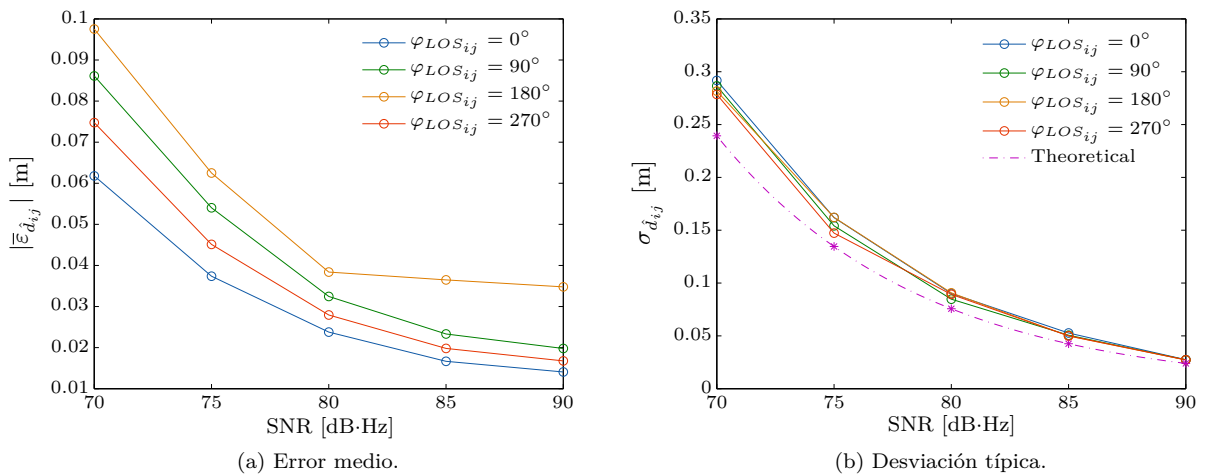 0.1
0.09
0.08
0.07
0.06
0.05
0.04
0.03
0.02
0.01
|ε̅_{d̂_{ij}}| [m]
φ_{LOS_{ij}} = 0°
φ_{LOS_{ij}} = 90°
φ_{LOS_{ij}} = 180°
φ_{LOS_{ij}} = 270°
70 75 80 85 90
SNR [dB·Hz]
(a) Error medio.
0.35
0.3
0.25
0.2
0.15
0.1
0.05
0
σ_{d̂_{ij}} [m]
φ_{LOS_{ij}} = 0°
φ_{LOS_{ij}} = 90°
φ_{LOS_{ij}} = 180°
φ_{LOS_{ij}} = 270°
Theoretical
70 75 80 85 90
SNR [dB·Hz]
(b) Desviación típica.